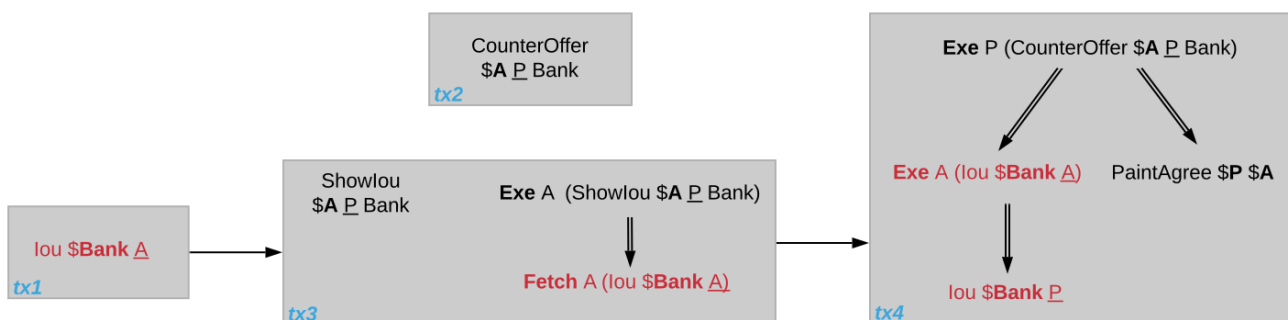 CounterOffer
$A P Bank
tx2
Exe P (CounterOffer $A P Bank)
Exe A (Iou $Bank A)
PaintAgree $P $A
Iou $Bank P
tx4
ShowIou
$A P Bank
Exe A (ShowIou $A P Bank)
Fetch A (Iou $Bank A)
tx3
Iou $Bank A
tx1